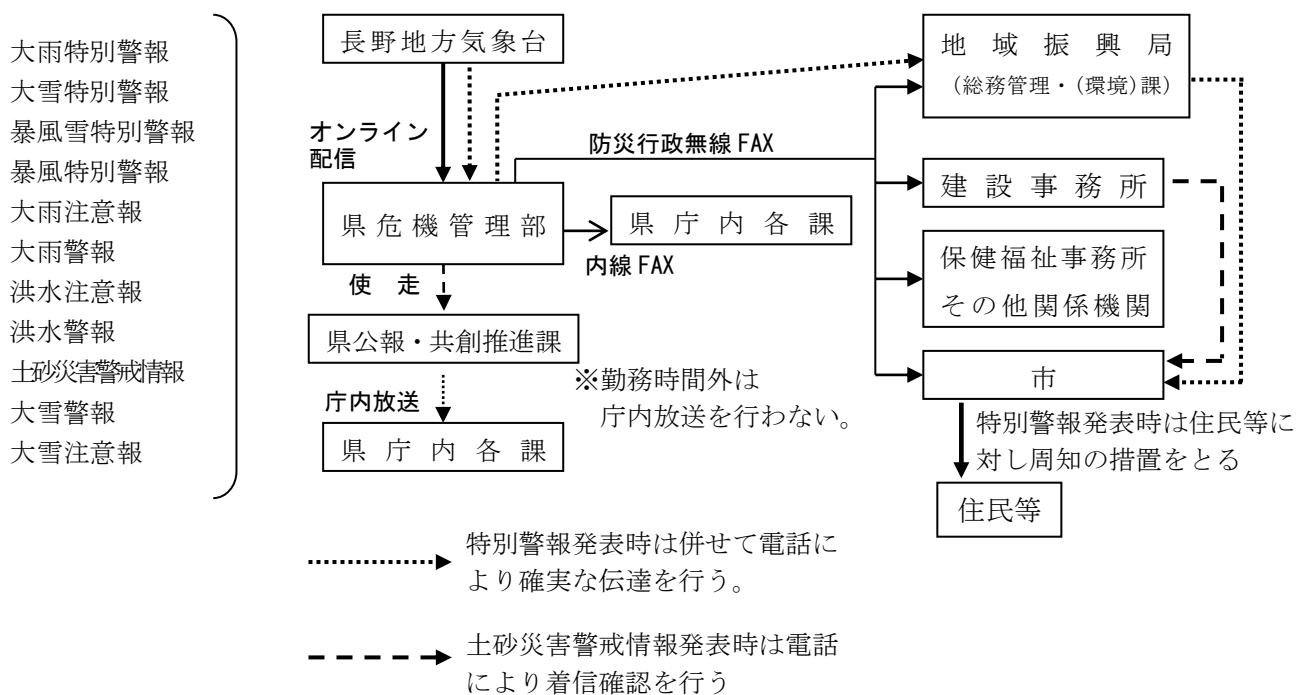 大雨特別警報
大雪特別警報
暴風雪特別警報
暴風特別警報
大雨注意報
大雨警報
洪水注意報
洪水警報
土砂災害警戒情報
大雪警報
大雪注意報
長野地方気象台
オンライン
配信
県危機管理部
防災行政無線 FAX
県庁内各課
内線 FAX
使 走
県公報・共創推進課
※勤務時間外は
庁内放送を行わない。
庁内放送
県庁内各課
地域振興局
(総務管理・(環境)課)
建設事務所
保健福祉事務所
その他関係機関
市
特別警報発表時は住民等に
対し周知の措置をとる
住民等
特別警報発表時は併せて電話に
より確実な伝達を行う。
土砂災害警戒情報発表時は電話
により着信確認を行う